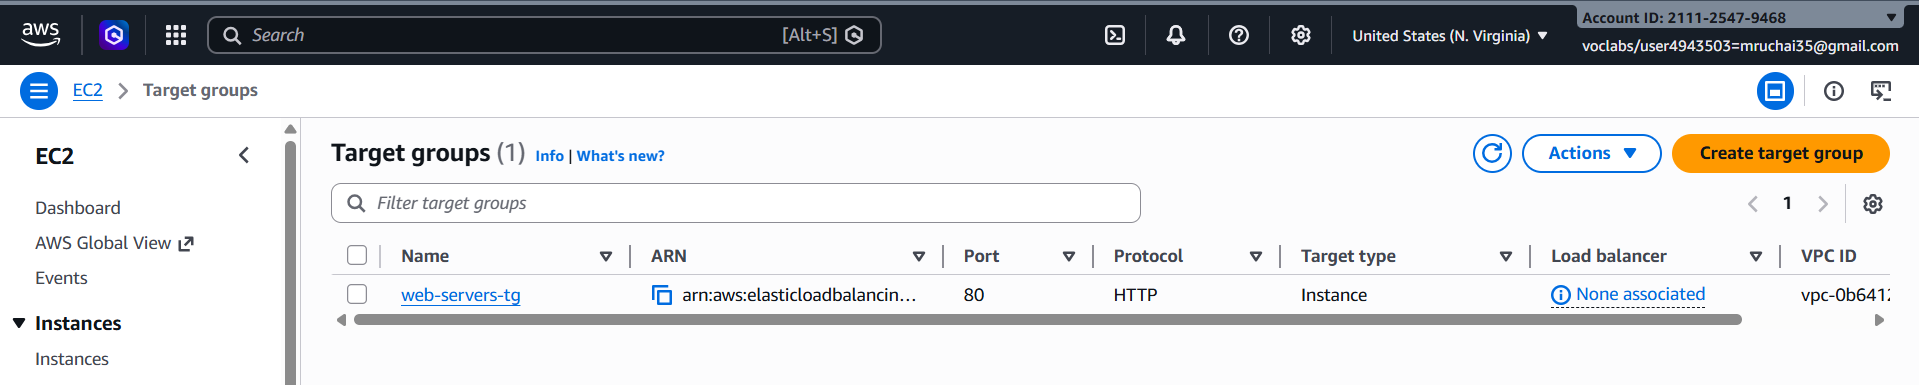 aws
Search [Alt+S]
United States (N. Virginia)
Account ID: 2111-2547-9468
voclabs/user4943503=mruchai35@gmail.com
EC2 > Target groups
EC2
Dashboard
AWS Global View
Events
Instances
Instances
Target groups (1) Info | What's new?
Actions
Create target group
Filter target groups
1
Name ARN Port Protocol Target type Load balancer VPC ID
web-servers-tg arn:aws:elasticloadbalancin... 80 HTTP Instance None associated vpc-0b6412